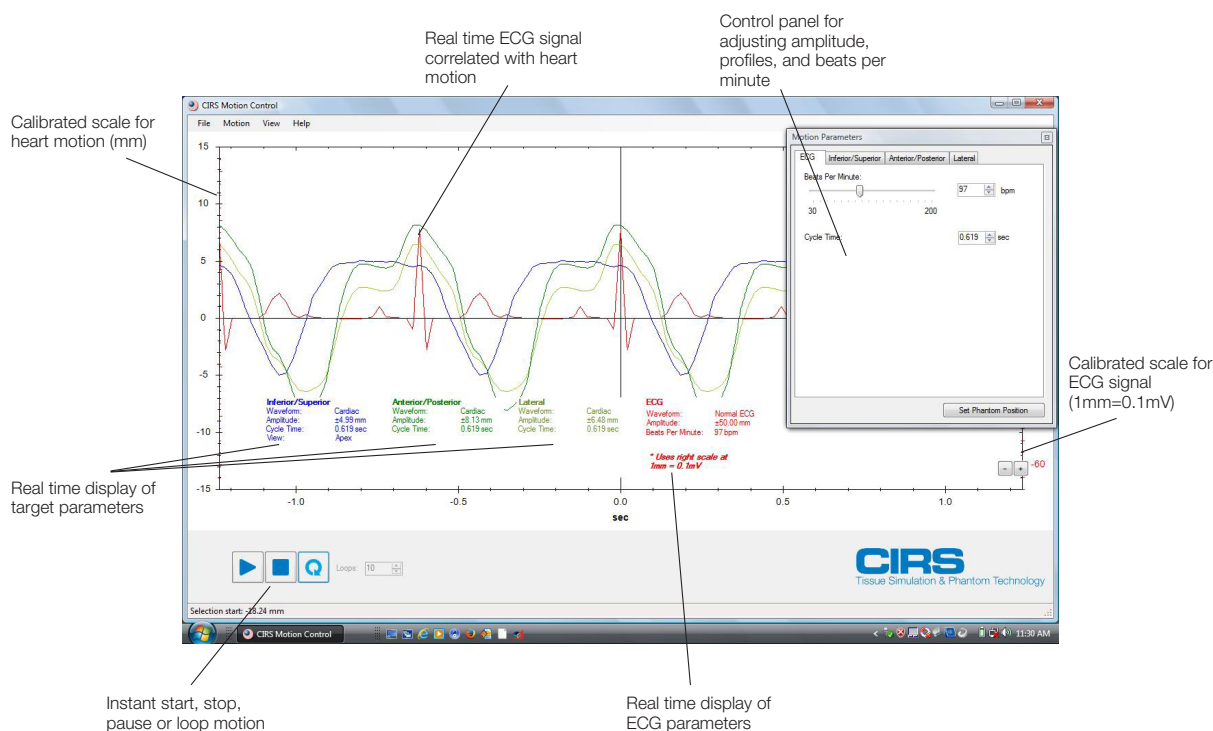 Control panel for
adjusting amplitude,
profiles, and beats per
minute
Real time ECG signal
correlated with heart
motion
Calibrated scale for
heart motion (mm)
CIRS Motion Control
File Motion View Help
Motion Parameters
ECG Inferior/Superior Anterior/Posterior Lateral
Beats Per Minute:
97 bpm
30 200
Cycle Time: 0.619 sec
Set Phantom Position
15
10
5
0
-5
-10
-15
Calibrated scale for
ECG signal
(1mm=0.1mV)
Inferior/Superior
Waveform: Cardiac
Amplitude: ±4.99 mm
Cycle Time: 0.619 sec
View: Apex
Anterior/Posterior
Waveform: Cardiac
Amplitude: ±8.13 mm
Cycle Time: 0.619 sec
Lateral
Waveform: Cardiac
Amplitude: ±6.48 mm
Cycle Time: 0.619 sec
ECG
Waveform: Normal ECG
Amplitude: ±50.00 mm
Beats Per Minute: 97 bpm
* Uses right scale at
1mm = 0.1mV
- + -60
-1.0 -0.5 0.0 0.5 1.0
sec
Real time display of
target parameters
Loops: 10
CIRS
Tissue Simulation & Phantom Technology
Selection start: -18.24 mm
CIRS Motion Control
11:30 AM
Instant start, stop,
pause or loop motion
Real time display of
ECG parameters